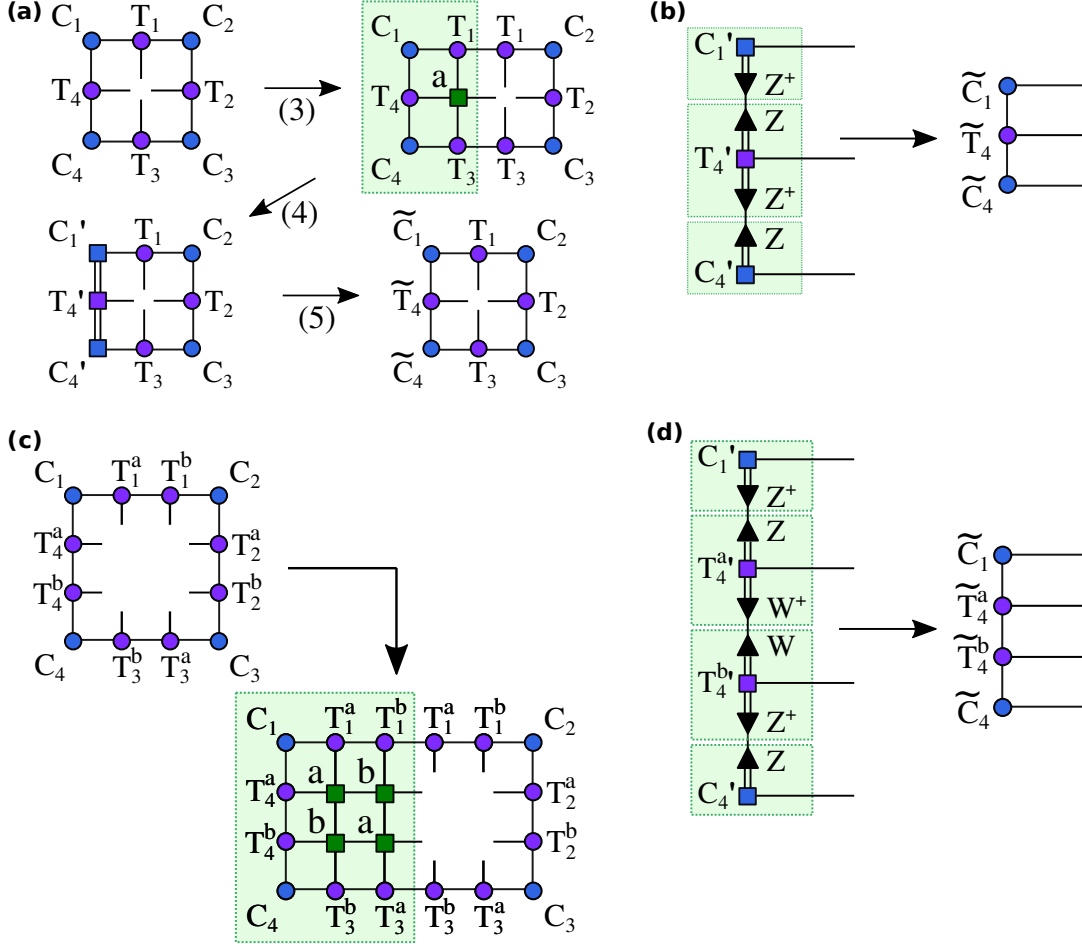 (a)
C₁ T₁ C₂
T₄ T₂
C₄ T₃ C₃
(3)
C₁ T₁ T₁ C₂
a
T₄ T₂
C₄ T₃ T₃ C₃
(4)
C₁' T₁ C₂
T₄' T₂
C₄' T₃ C₃
(5)
C̃₁ T₁ C₂
T̃₄ T₂
C̃₄ T₃ C₃
(b)
C₁'
Z⁺
Z
T₄'
Z⁺
Z
C₄'
C̃₁
T̃₄
C̃₄
(c)
C₁ T₁ᵃ T₁ᵇ C₂
T₄ᵃ T₂ᵃ
T₄ᵇ T₂ᵇ
C₄ T₃ᵇ T₃ᵃ C₃
C₁ T₁ᵃ T₁ᵇ T₁ᵃ T₁ᵇ C₂
a b
T₄ᵃ T₂ᵃ
b a
T₄ᵇ T₂ᵇ
C₄ T₃ᵇ T₃ᵃ T₃ᵇ T₃ᵃ C₃
(d)
C₁'
Z⁺
Z
T₄ᵃ'
W⁺
W
T₄ᵇ'
Z⁺
Z
C₄'
C̃₁
T̃₄ᵃ
T̃₄ᵇ
C̃₄